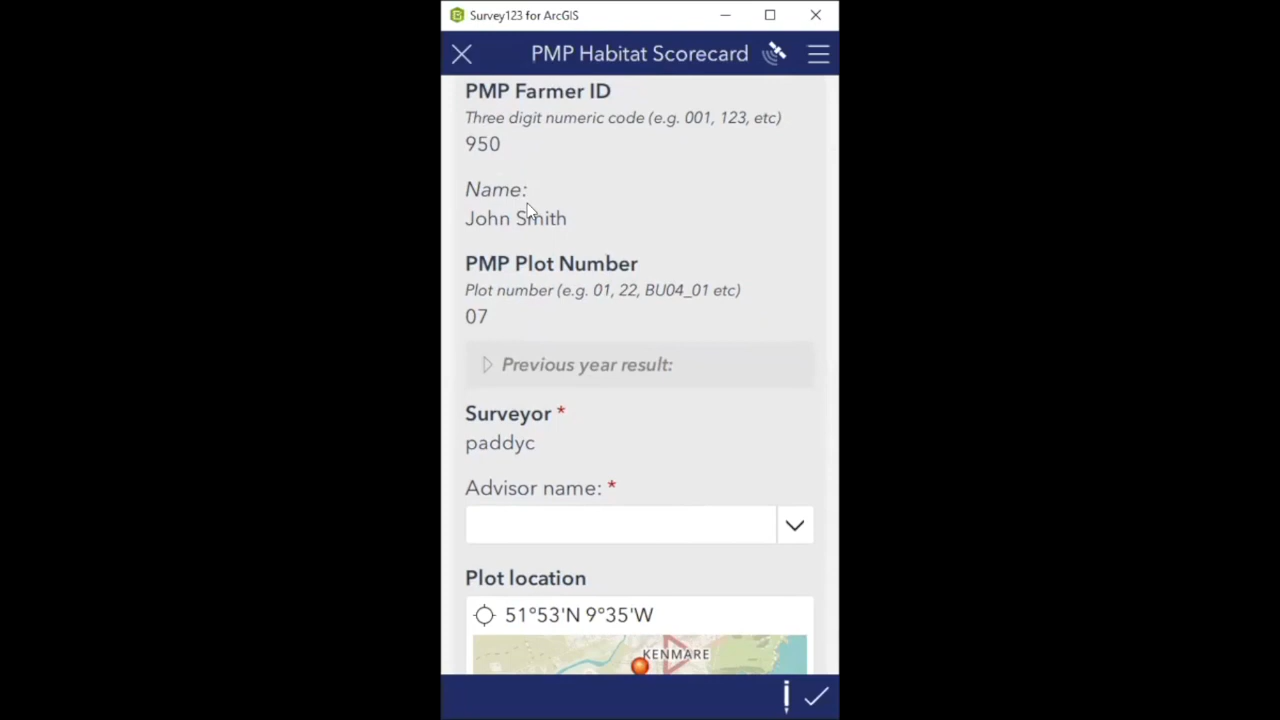 Survey123 for ArcGIS
PMP Habitat Scorecard
PMP Farmer ID
Three digit numeric code (e.g. 001, 123, etc)
950
Name:
John Smith
PMP Plot Number
Plot number (e.g. 01, 22, BU04_01 etc)
07
Previous year result:
Surveyor *
paddyc
Advisor name: *
Plot location
51°53'N 9°35'W
KENMARE